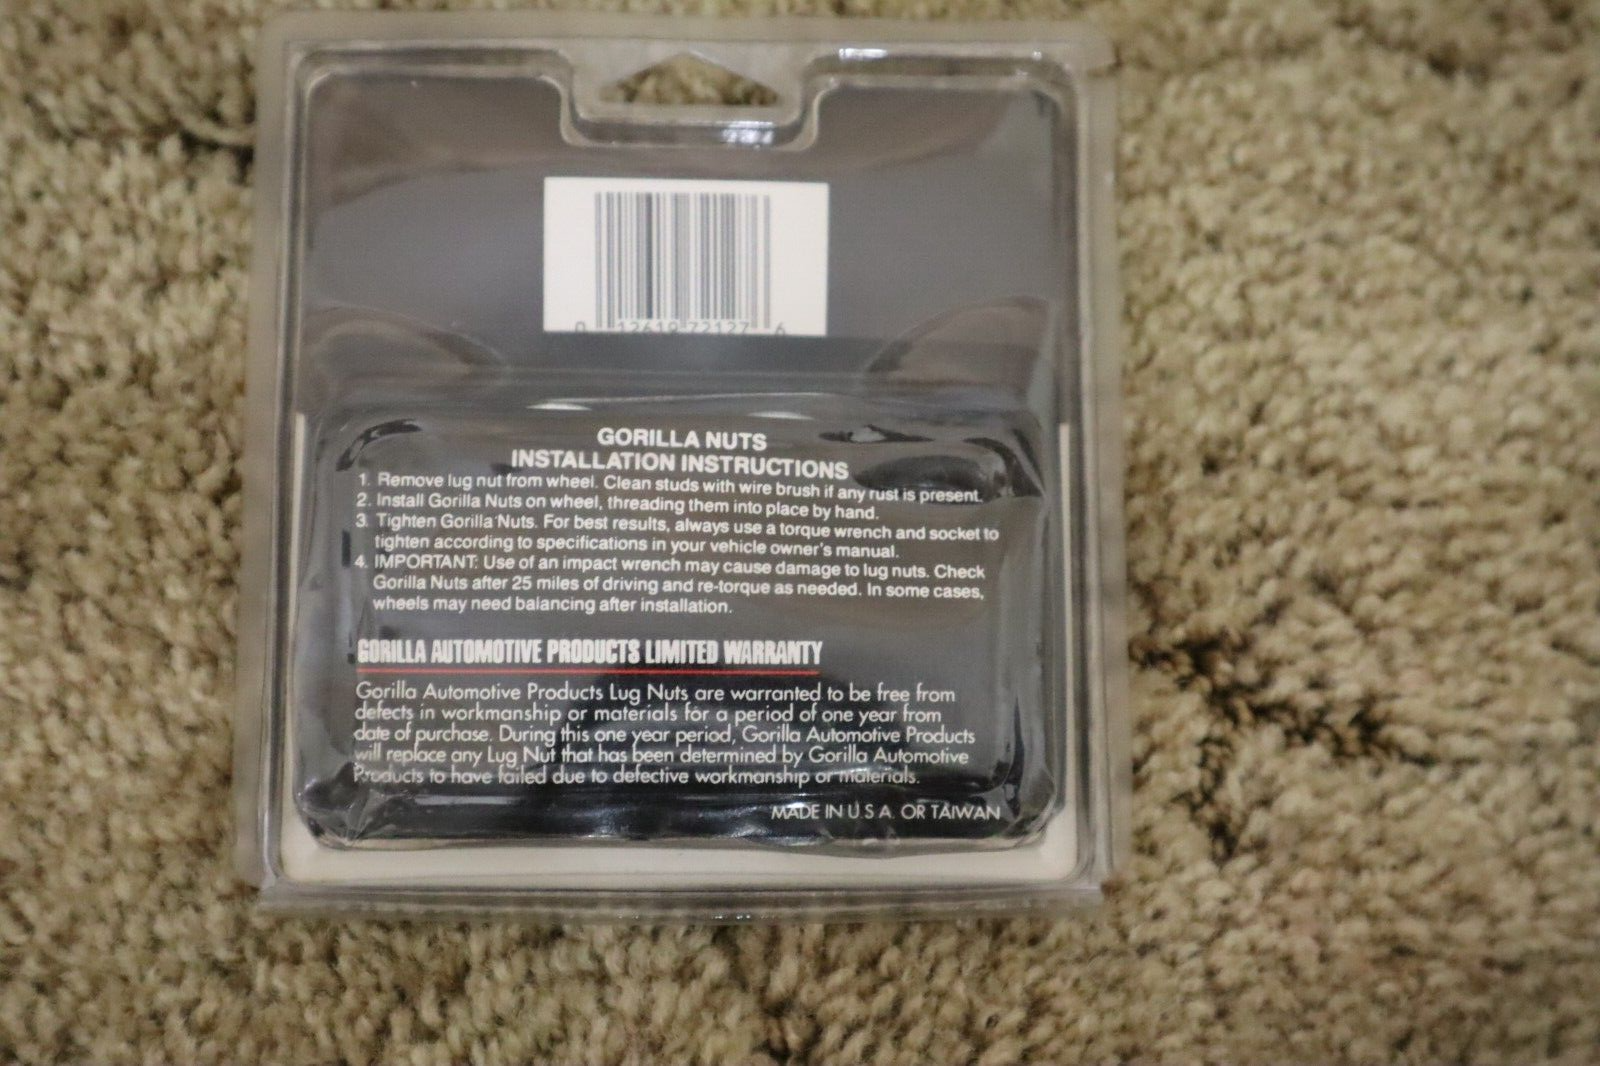 0 12619 72127 6
GORILLA NUTS
INSTALLATION INSTRUCTIONS
1. Remove lug nut from wheel. Clean studs with wire brush if any rust is present.
2. Install Gorilla Nuts on wheel, threading them into place by hand.
3. Tighten Gorilla Nuts. For best results, always use a torque wrench and socket to
tighten according to specifications in your vehicle owner's manual.
4. IMPORTANT: Use of an impact wrench may cause damage to lug nuts. Check
Gorilla Nuts after 25 miles of driving and re-torque as needed. In some cases,
wheels may need balancing after installation.
GORILLA AUTOMOTIVE PRODUCTS LIMITED WARRANTY
Gorilla Automotive Products Lug Nuts are warranted to be free from
defects in workmanship or materials for a period of one year from
date of purchase. During this one year period, Gorilla Automotive Products
will replace any Lug Nut that has been determined by Gorilla Automotive
Products to have failed due to defective workmanship or materials.
MADE IN U.S.A. OR TAIWAN